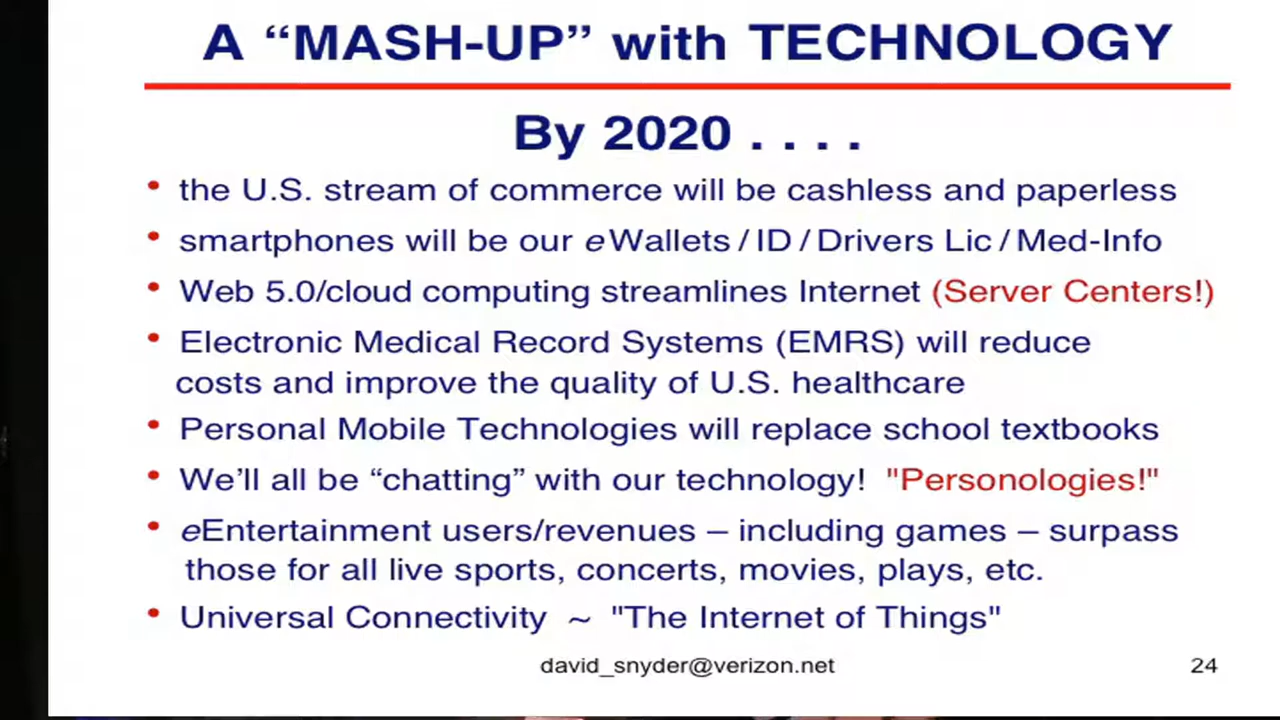 A “MASH-UP” with TECHNOLOGY
By 2020 . . . .
• the U.S. stream of commerce will be cashless and paperless
• smartphones will be our eWallets / ID / Drivers Lic / Med-Info
• Web 5.0/cloud computing streamlines Internet (Server Centers!)
• Electronic Medical Record Systems (EMRS) will reduce
costs and improve the quality of U.S. healthcare
• Personal Mobile Technologies will replace school textbooks
• We’ll all be “chatting” with our technology! "Personologies!"
• eEntertainment users/revenues – including games – surpass
those for all live sports, concerts, movies, plays, etc.
• Universal Connectivity ~ "The Internet of Things"
david_snyder@verizon.net 24